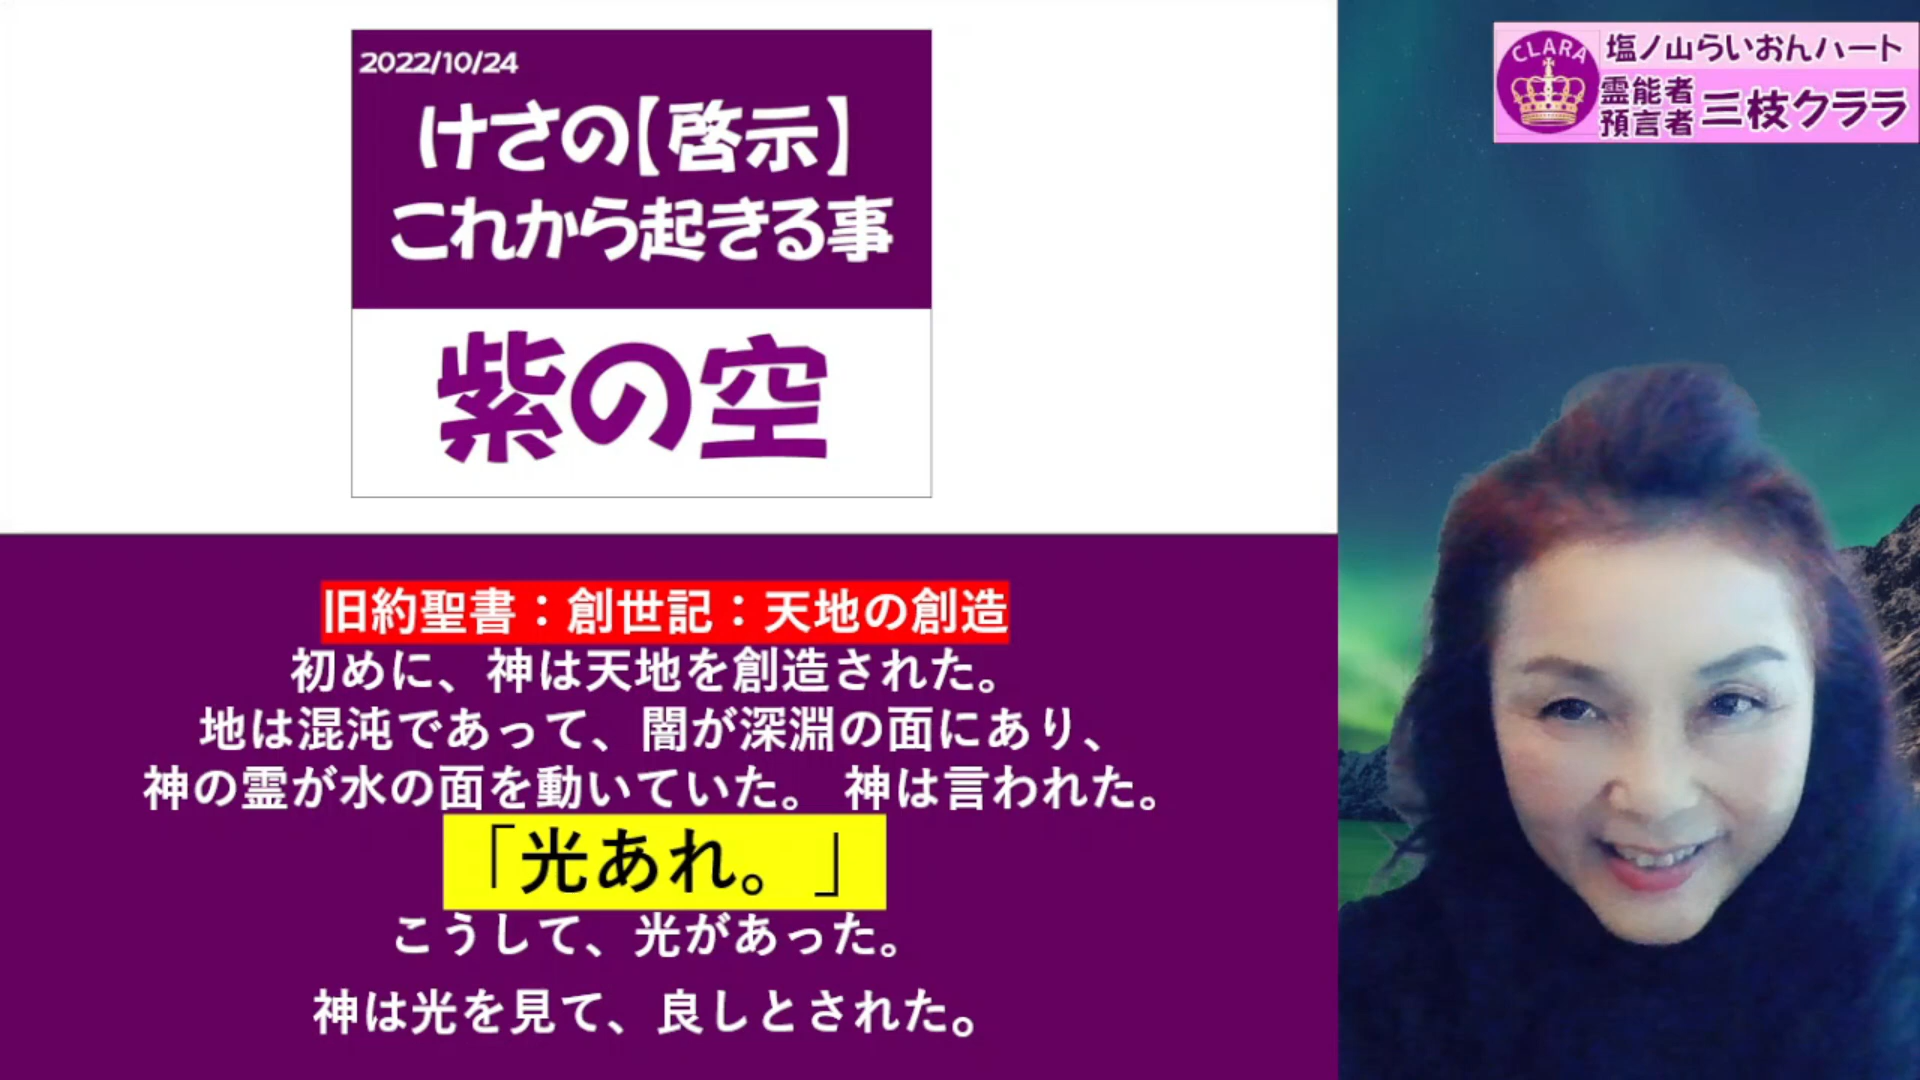 2022/10/24
けさの【啓示】
これから起きる事
紫の空
旧約聖書：創世記：天地の創造
初めに、神は天地を創造された。
地は混沌であって、闇が深淵の面にあり、
神の霊が水の面を動いていた。 神は言われた。
「光あれ。」
こうして、光があった。
神は光を見て、良しとされた。
CLARA
塩ノ山らいおんハート
霊能者
預言者
三枝クララ